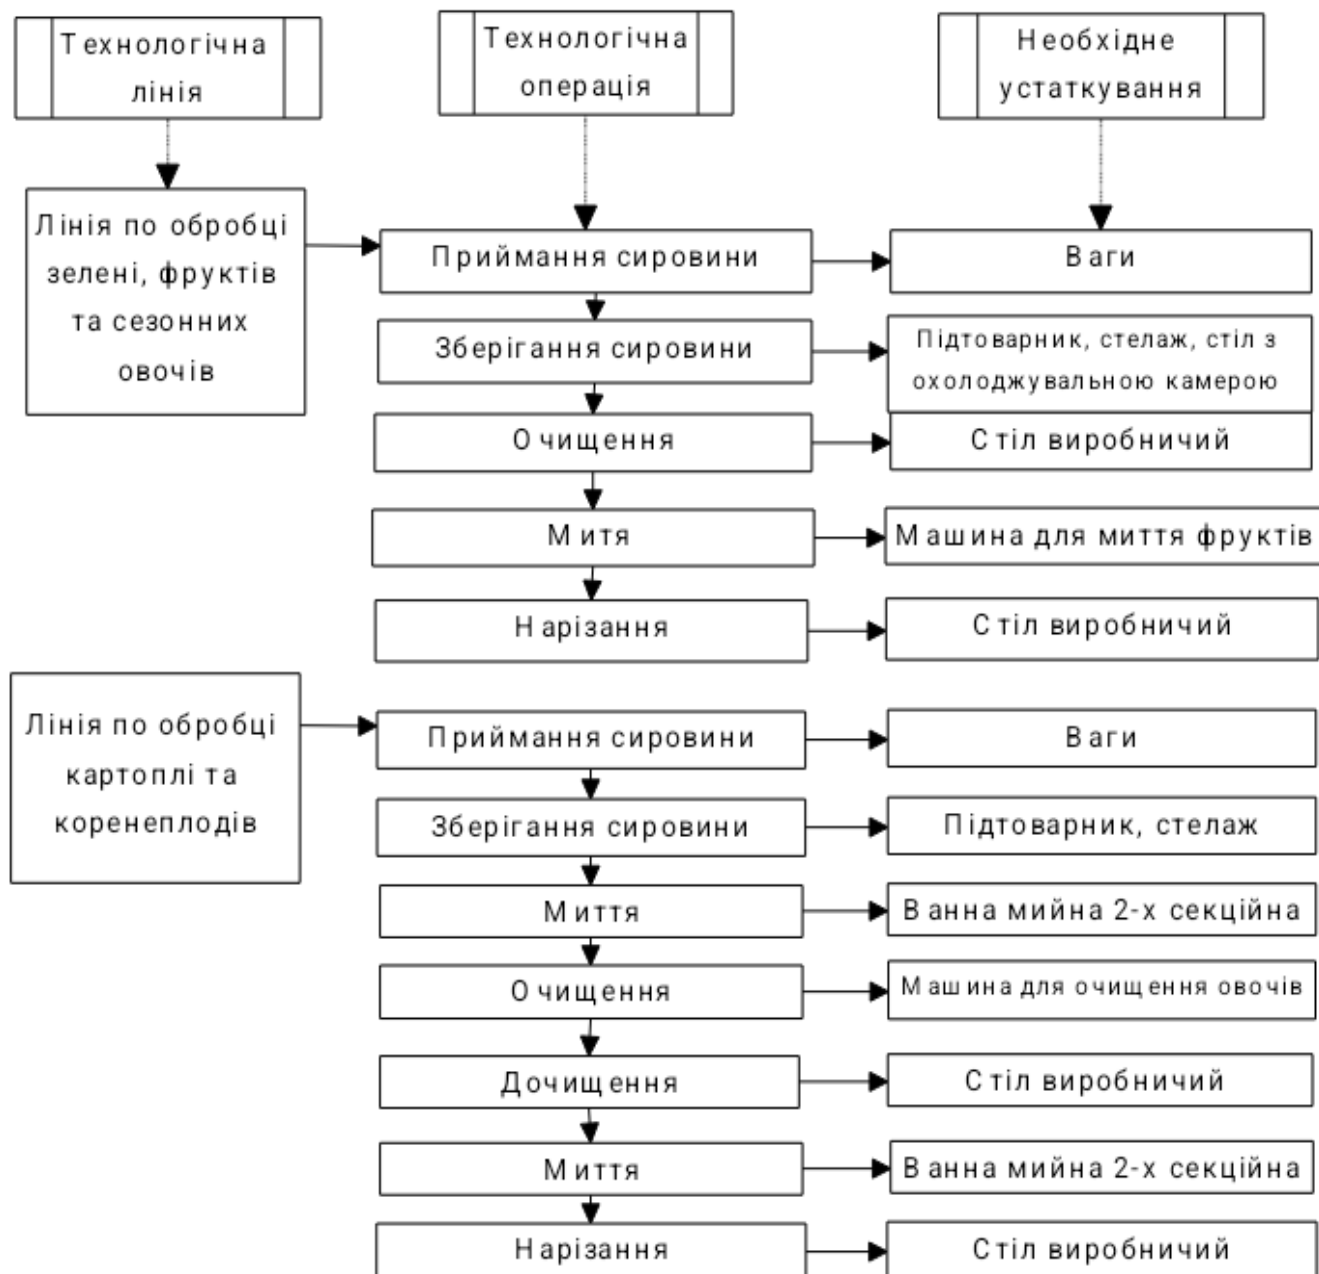 Технологічна
лінія
Технологічна
операція
Необхідне
устаткування
Лінія по обробці
зелені, фруктів
та сезонних
овочів
Приймання сировини
Ваги
Зберігання сировини
Підтоварник, стелаж, стіл з
охолоджувальною камерою
Очищення
Стіл виробничий
Митя
Машина для миття фруктів
Нарізання
Стіл виробничий
Лінія по обробці
картоплі та
коренеплодів
Приймання сировини
Ваги
Зберігання сировини
Підтоварник, стелаж
Миття
Ванна мийна 2-х секційна
Очищення
Машина для очищення овочів
Дочищення
Стіл виробничий
Миття
Ванна мийна 2-х секційна
Нарізання
Стіл виробничий